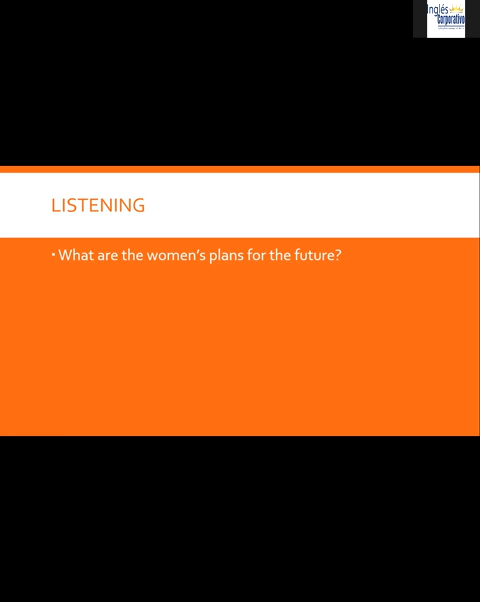 Inglés
Corporativo
LISTENING
• What are the women's plans for the future?